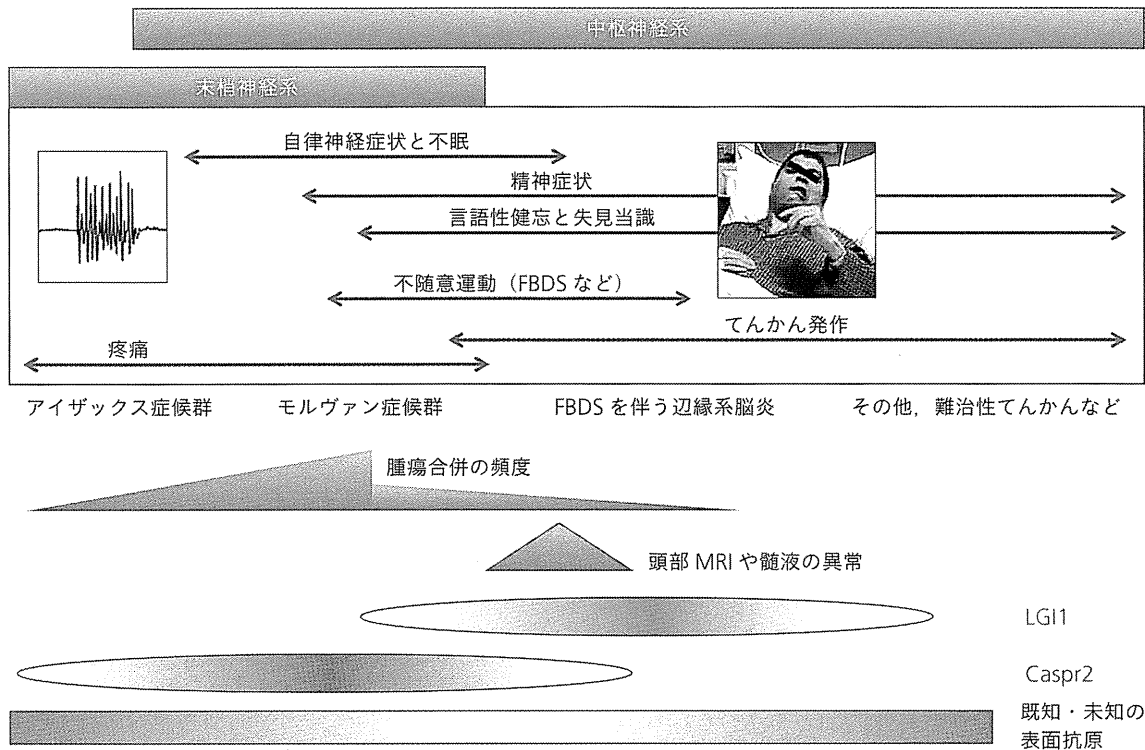 中枢神経系
末梢神経系
自律神経症状と不眠
精神症状
言語性健忘と失見当識
不随意運動（FBDS など）
てんかん発作
疼痛
アイザックス症候群
モルヴァン症候群
FBDS を伴う辺縁系脳炎
その他，難治性てんかんなど
腫瘍合併の頻度
頭部 MRI や髄液の異常
LGI1
Caspr2
既知・未知の
表面抗原